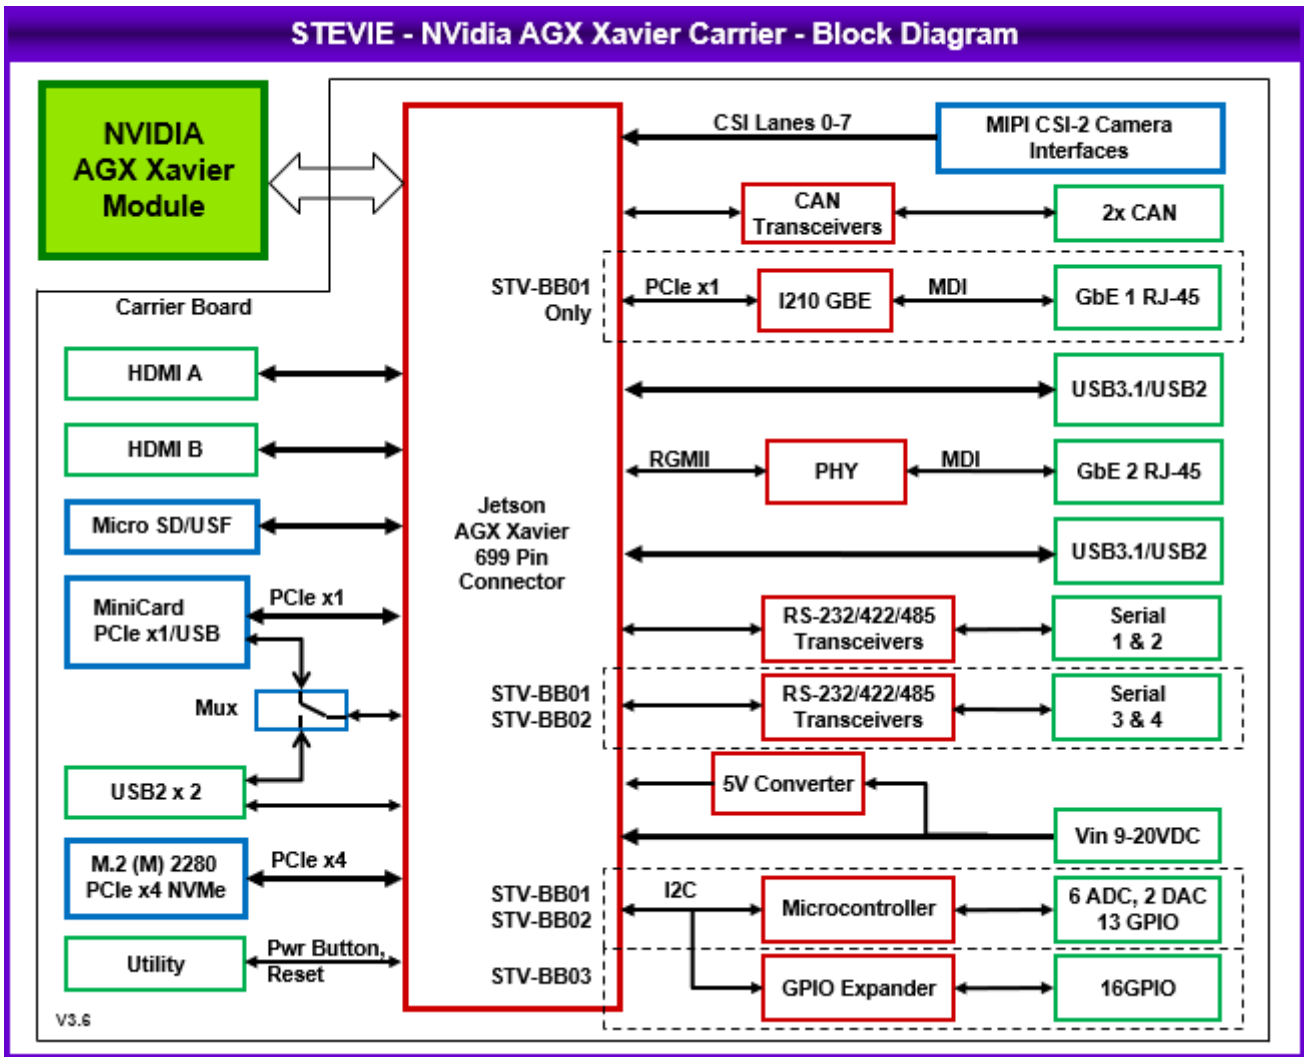 STEVIE - NVidia AGX Xavier Carrier - Block Diagram
NVIDIA
AGX Xavier
Module
Carrier Board
HDMI A
HDMI B
Micro SD/USF
MiniCard
PCIe x1/USB
PCIe x1
Mux
USB2 x 2
M.2 (M) 2280
PCIe x4 NVMe
PCIe x4
Utility
Pwr Button,
Reset
V3.6
STV-BB01
Only
Jetson
AGX Xavier
699 Pin
Connector
STV-BB01
STV-BB02
STV-BB01
STV-BB02
STV-BB03
CSI Lanes 0-7
MIPI CSI-2 Camera
Interfaces
CAN
Transceivers
2x CAN
PCIe x1
I210 GBE
MDI
GbE 1 RJ-45
USB3.1/USB2
RGMII
PHY
MDI
GbE 2 RJ-45
USB3.1/USB2
RS-232/422/485
Transceivers
Serial
1 & 2
RS-232/422/485
Transceivers
Serial
3 & 4
5V Converter
Vin 9-20VDC
I2C
Microcontroller
6 ADC, 2 DAC
13 GPIO
GPIO Expander
16GPIO